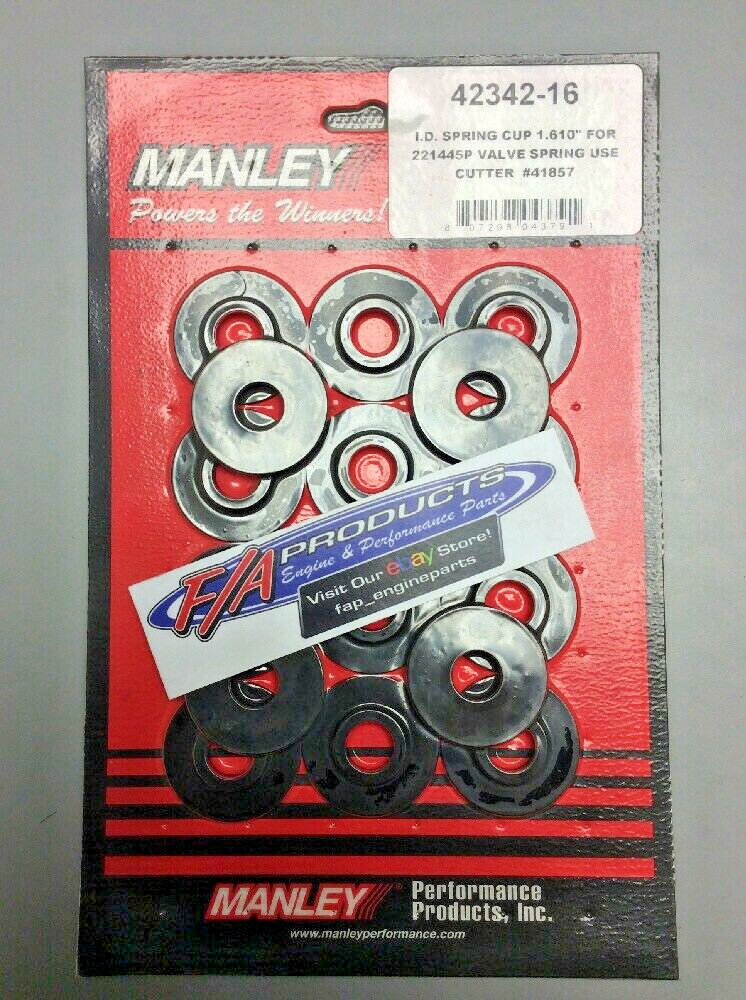 42342-16
I.D. SPRING CUP 1.610" FOR
221445P VALVE SPRING USE
CUTTER #41857
MANLEY
Powers the Winners!
F/A PRODUCTS
Engine & Performance Parts
Visit Our ebay Store!
fap_engineparts
MANLEY® Performance
Products, Inc.
www.manleyperformance.com